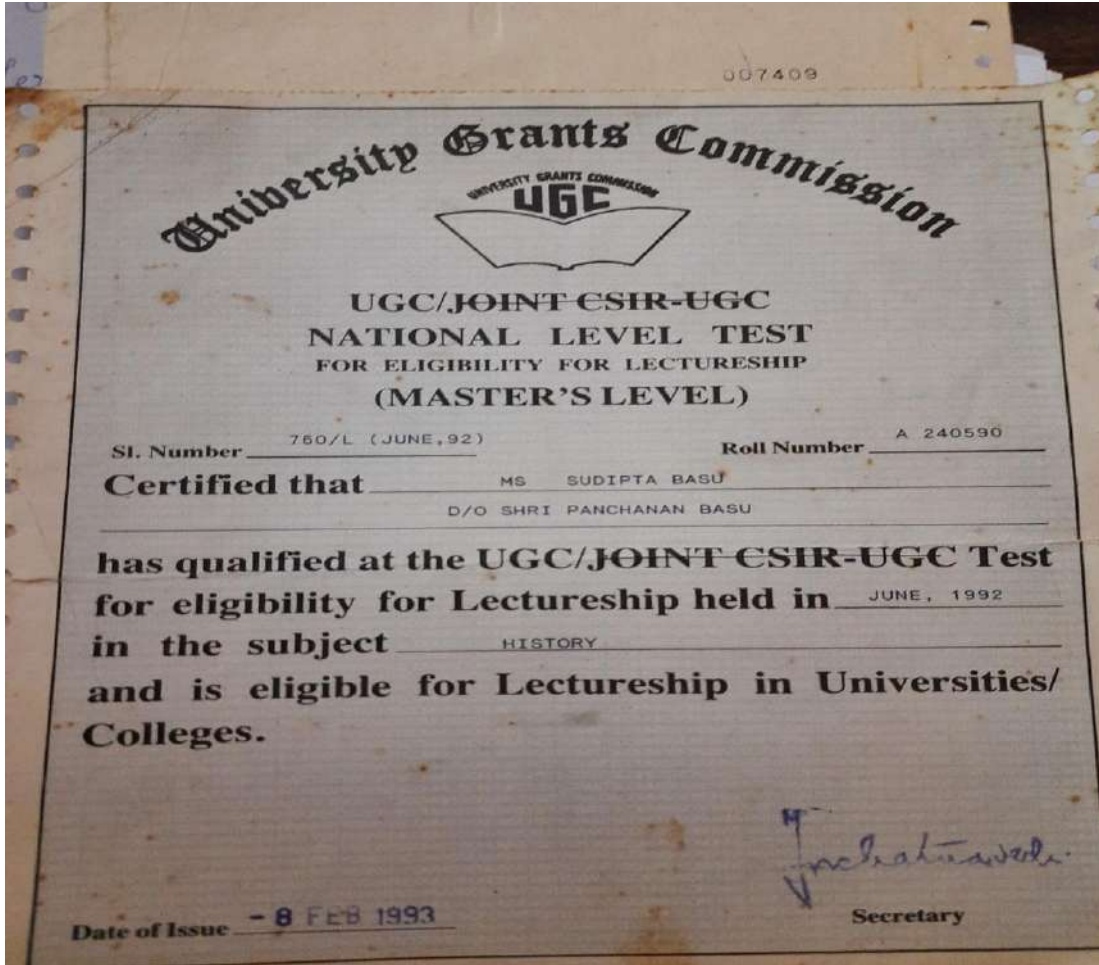 007409
University Grants Commission
UNIVERSITY GRANTS COMMISSION
UGC
UGC/JOINT CSIR-UGC
NATIONAL LEVEL TEST
FOR ELIGIBILITY FOR LECTURESHIP
(MASTER'S LEVEL)
Sl. Number 760/L (JUNE,92) Roll Number A 240590
Certified that MS SUDIPTA BASU
D/O SHRI PANCHANAN BASU
has qualified at the UGC/JOINT CSIR-UGC Test
for eligibility for Lectureship held in JUNE, 1992
in the subject HISTORY
and is eligible for Lectureship in Universities/
Colleges.
Date of Issue - 8 FEB 1993 Secretary